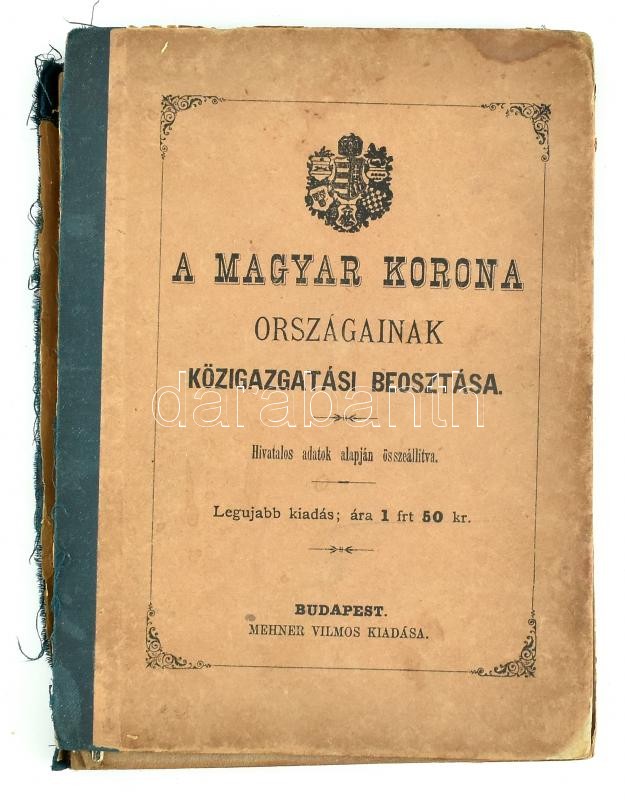 A MAGYAR KORONA
ORSZÁGAINAK
KÖZIGAZGATÁSI BEOSZTÁSA.
darabanth
Hivatalos adatok alapján összeállítva.
Legujabb kiadás; ára 1 frt 50 kr.
BUDAPEST.
MEHNER VILMOS KIADÁSA.